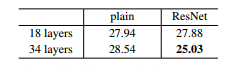 plain ResNet
18 layers 27.94 27.88
34 layers 28.54 25.03